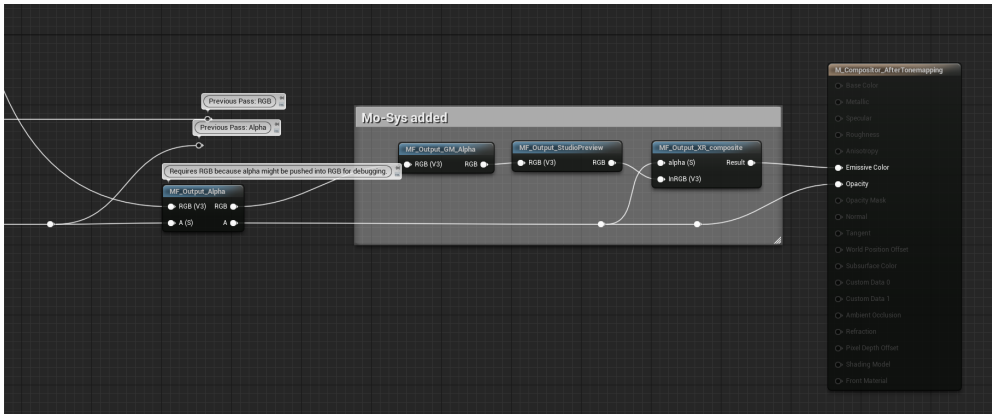 M_Compositor_AfterTonemapping
Base Color
Metallic
Specular
Roughness
Anisotropy
Emissive Color
Opacity
Opacity Mask
Normal
Tangent
World Position Offset
Subsurface Color
Custom Data 0
Custom Data 1
Ambient Occlusion
Refraction
Pixel Depth Offset
Shading Model
Front Material
Previous Pass: RGB
Previous Pass: Alpha
Requires RGB because alpha might be pushed into RGB for debugging.
MF_Output_Alpha
RGB (V3) RGB
A (S) A
Mo-Sys added
MF_Output_GM_Alpha
RGB (V3) RGB
MF_Output_StudioPreview
RGB (V3) RGB
MF_Output_XR_composite
alpha (S) Result
InRGB (V3)